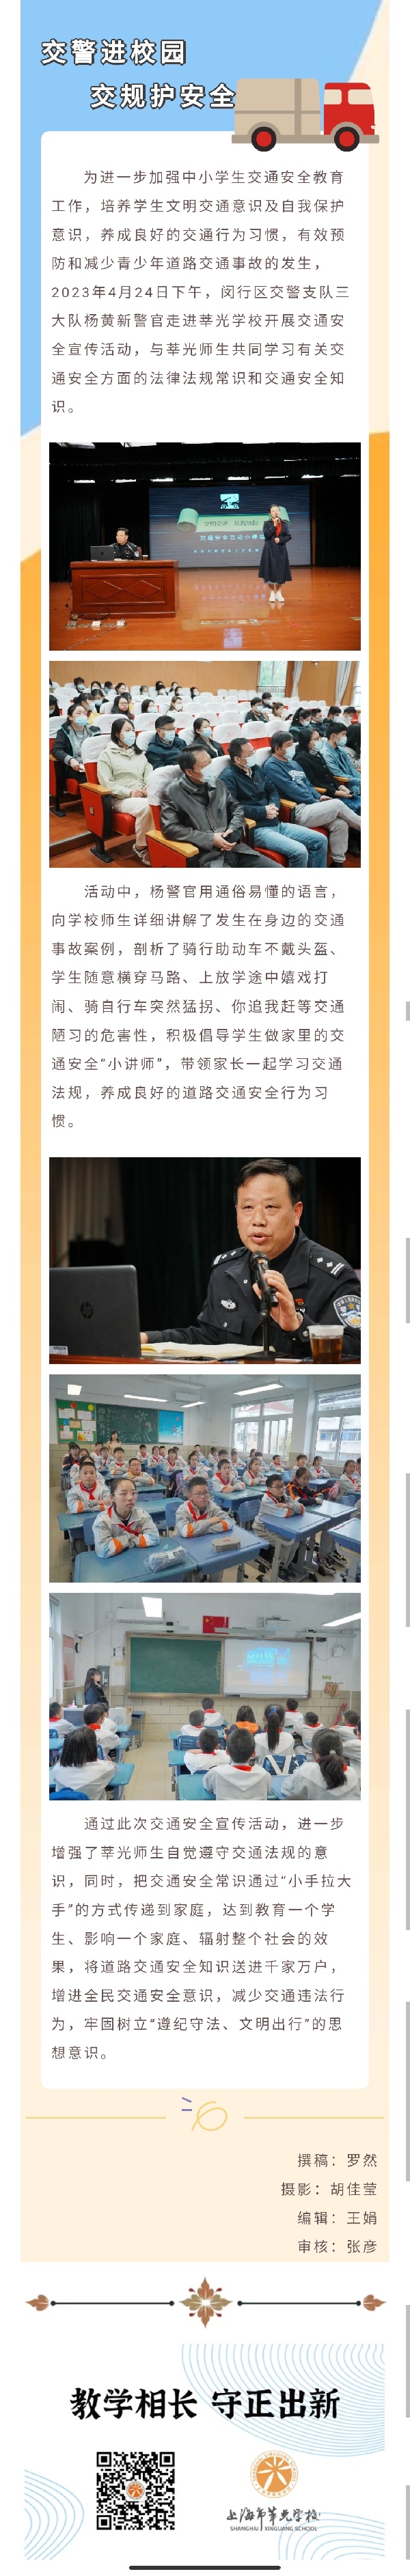 交警进校园
交规护安全
为进一步加强中小学生交通安全教育
工作，培养学生文明交通意识及自我保护
意识，养成良好的交通行为习惯，有效预
防和减少青少年道路交通事故的发生，
2023年4月24日下午，闵行区交警支队三
大队杨黄新警官走进莘光学校开展交通安
全宣传活动，与莘光师生共同学习有关交
通安全方面的法律法规常识和交通安全知
识。
活动中，杨警官用通俗易懂的语言，
向学校师生详细讲解了发生在身边的交通
事故案例，剖析了骑行助动车不戴头盔、
学生随意横穿马路、上放学途中嬉戏打
闹、骑自行车突然猛拐、你追我赶等交通
陋习的危害性，积极倡导学生做家里的交
通安全“小讲师”，带领家长一起学习交通
法规，养成良好的道路交通安全行为习
惯。
通过此次交通安全宣传活动，进一步
增强了莘光师生自觉遵守交通法规的意
识，同时，把交通安全常识通过“小手拉大
手”的方式传递到家庭，达到教育一个学
生、影响一个家庭、辐射整个社会的效
果，将道路交通安全知识送进千家万户，
增进全民交通安全意识，减少交通违法行
为，牢固树立“遵纪守法、文明出行”的思
想意识。
撰稿：罗然
摄影：胡佳莹
编辑：王娟
审核：张彦
教学相长 守正出新
上海市莘光学校
SHANGHAI XINGUANG SCHOOL